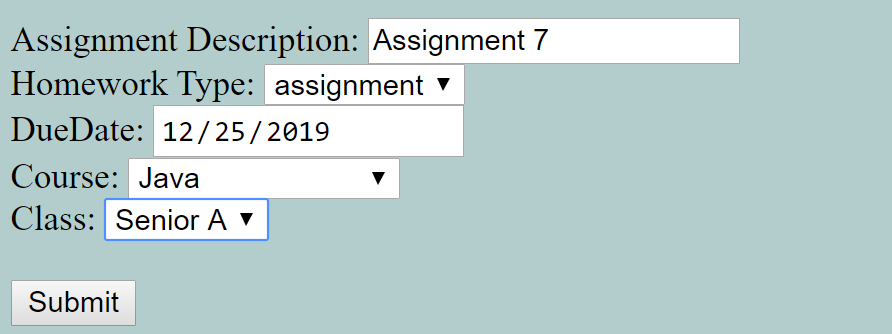 Assignment Description: Assignment 7
Homework Type: assignment
DueDate: 12/25/2019
Course: Java
Class: Senior A
Submit